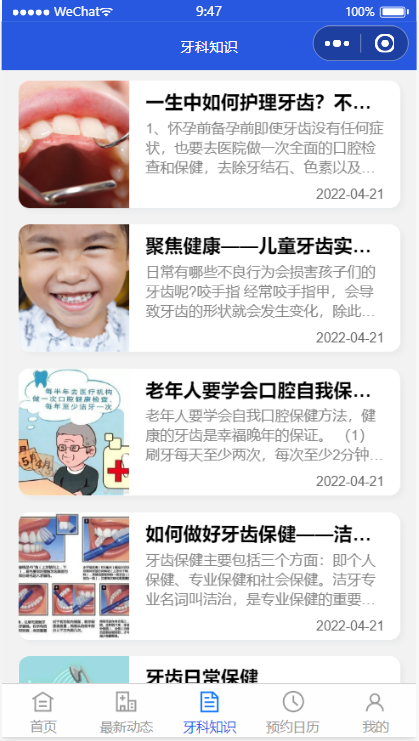 WeChat 9:47 100%
牙科知识
一生中如何护理牙齿？不...
1、怀孕前备孕前即使牙齿没有任何症
状，也要去医院做一次全面的口腔检
查和保健，去除牙结石、色素以及...
2022-04-21
聚焦健康——儿童牙齿实...
日常有哪些不良行为会损害孩子们的
牙齿呢?咬手指 经常咬手指甲，会导
致牙齿的形状就会发生变化，除此...
2022-04-21
每半年去医疗机构
做一次口腔健康检查，
每年至少洁牙一次
老年人要学会口腔自我保...
老年人要学会自我口腔保健方法，健
康的牙齿是幸福晚年的保证。 （1）
刷牙每天至少两次，每次至少2分钟...
2022-04-21
如何做好牙齿保健——洁...
牙齿保健主要包括三个方面：即个人
保健、专业保健和社会保健。洁牙专
业名词叫洁治，是专业保健的重要...
2022-04-21
牙齿日常保健
首页 最新动态 牙科知识 预约日历 我的